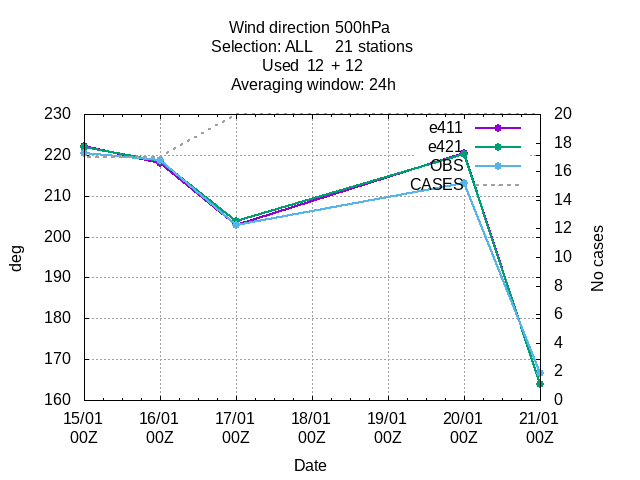 Wind direction 500hPa
Selection: ALL 21 stations
Used 12 + 12
Averaging window: 24h
230 20
e411
18
e421
220
16
OBS
CASES
210 14
200 12
10
deg
No cases
190
8
180 6
4
170
2
160 0
15/01 16/01 17/01 18/01 19/01 20/01 21/01
00Z 00Z 00Z 00Z 00Z 00Z 00Z
Date